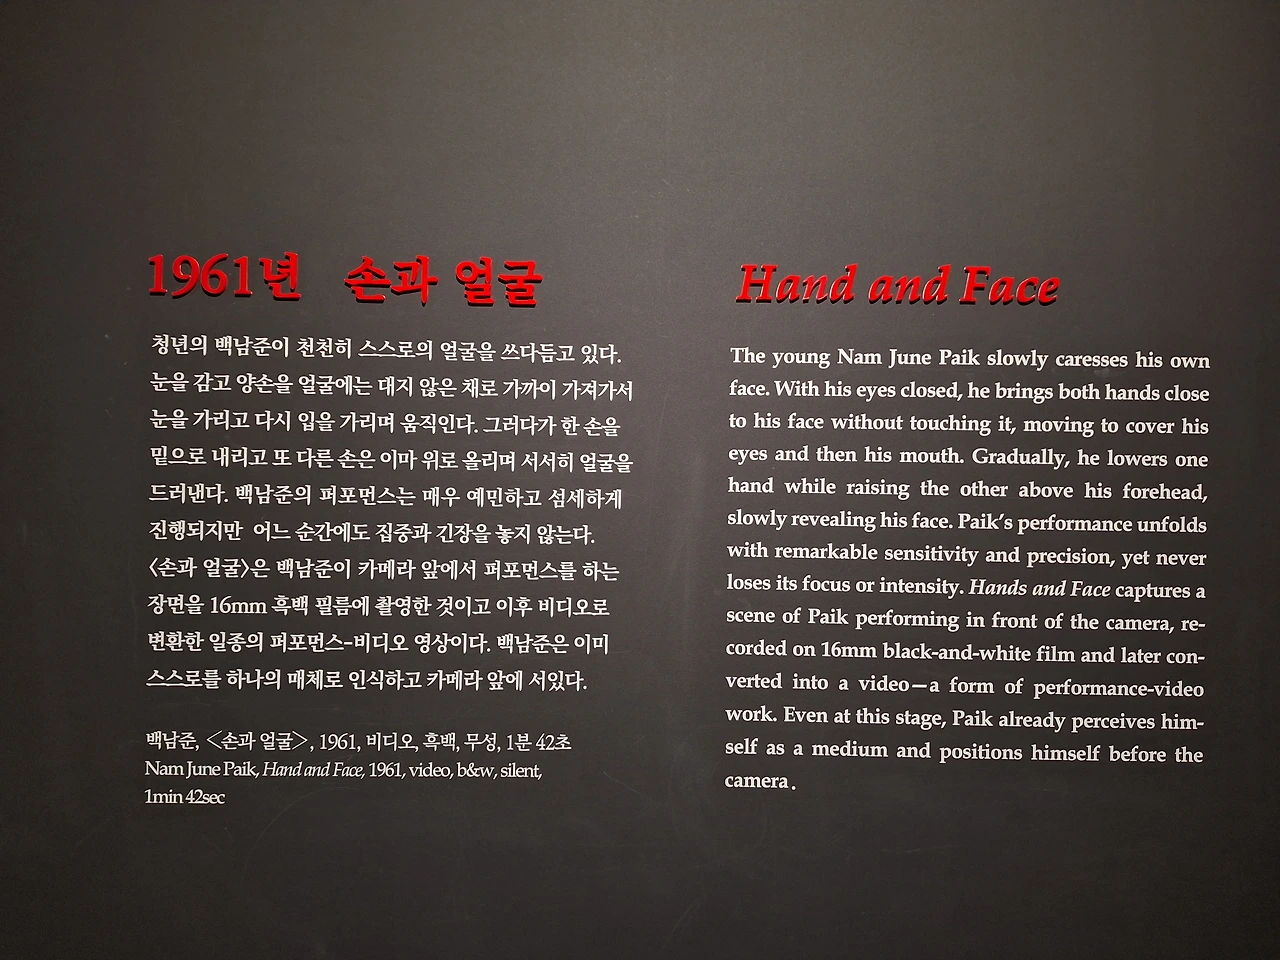 1961년 손과 얼굴
청년의 백남준이 천천히 스스로의 얼굴을 쓰다듬고 있다.
눈을 감고 양손을 얼굴에는 대지 않은 채로 가까이 가져가서
눈을 가리고 다시 입을 가리며 움직인다. 그러다가 한 손을
밑으로 내리고 또 다른 손은 이마 위로 올리며 서서히 얼굴을
드러낸다. 백남준의 퍼포먼스는 매우 예민하고 섬세하게
진행되지만 어느 순간에도 집중과 긴장을 놓지 않는다.
〈손과 얼굴〉은 백남준이 카메라 앞에서 퍼포먼스를 하는
장면을 16mm 흑백 필름에 촬영한 것이고 이후 비디오로
변환한 일종의 퍼포먼스-비디오 영상이다. 백남준은 이미
스스로를 하나의 매체로 인식하고 카메라 앞에 서있다.
백남준, <손과 얼굴>, 1961, 비디오, 흑백, 무성, 1분 42초
Nam June Paik, Hand and Face, 1961, video, b&w, silent,
1min 42sec
Hand and Face
The young Nam June Paik slowly caresses his own
face. With his eyes closed, he brings both hands close
to his face without touching it, moving to cover his
eyes and then his mouth. Gradually, he lowers one
hand while raising the other above his forehead,
slowly revealing his face. Paik's performance unfolds
with remarkable sensitivity and precision, yet never
loses its focus or intensity. Hands and Face captures a
scene of Paik performing in front of the camera, re-
corded on 16mm black-and-white film and later con-
verted into a video—a form of performance-video
work. Even at this stage, Paik already perceives him-
self as a medium and positions himself before the
camera.